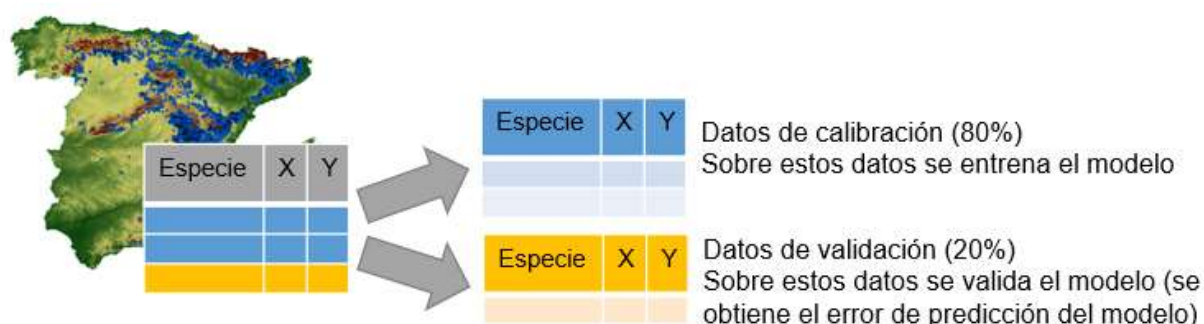 Especie X Y
Especie X Y
Datos de calibración (80%)
Sobre estos datos se entrena el modelo
Especie X Y
Datos de validación (20%)
Sobre estos datos se valida el modelo (se
obtiene el error de predicción del modelo)